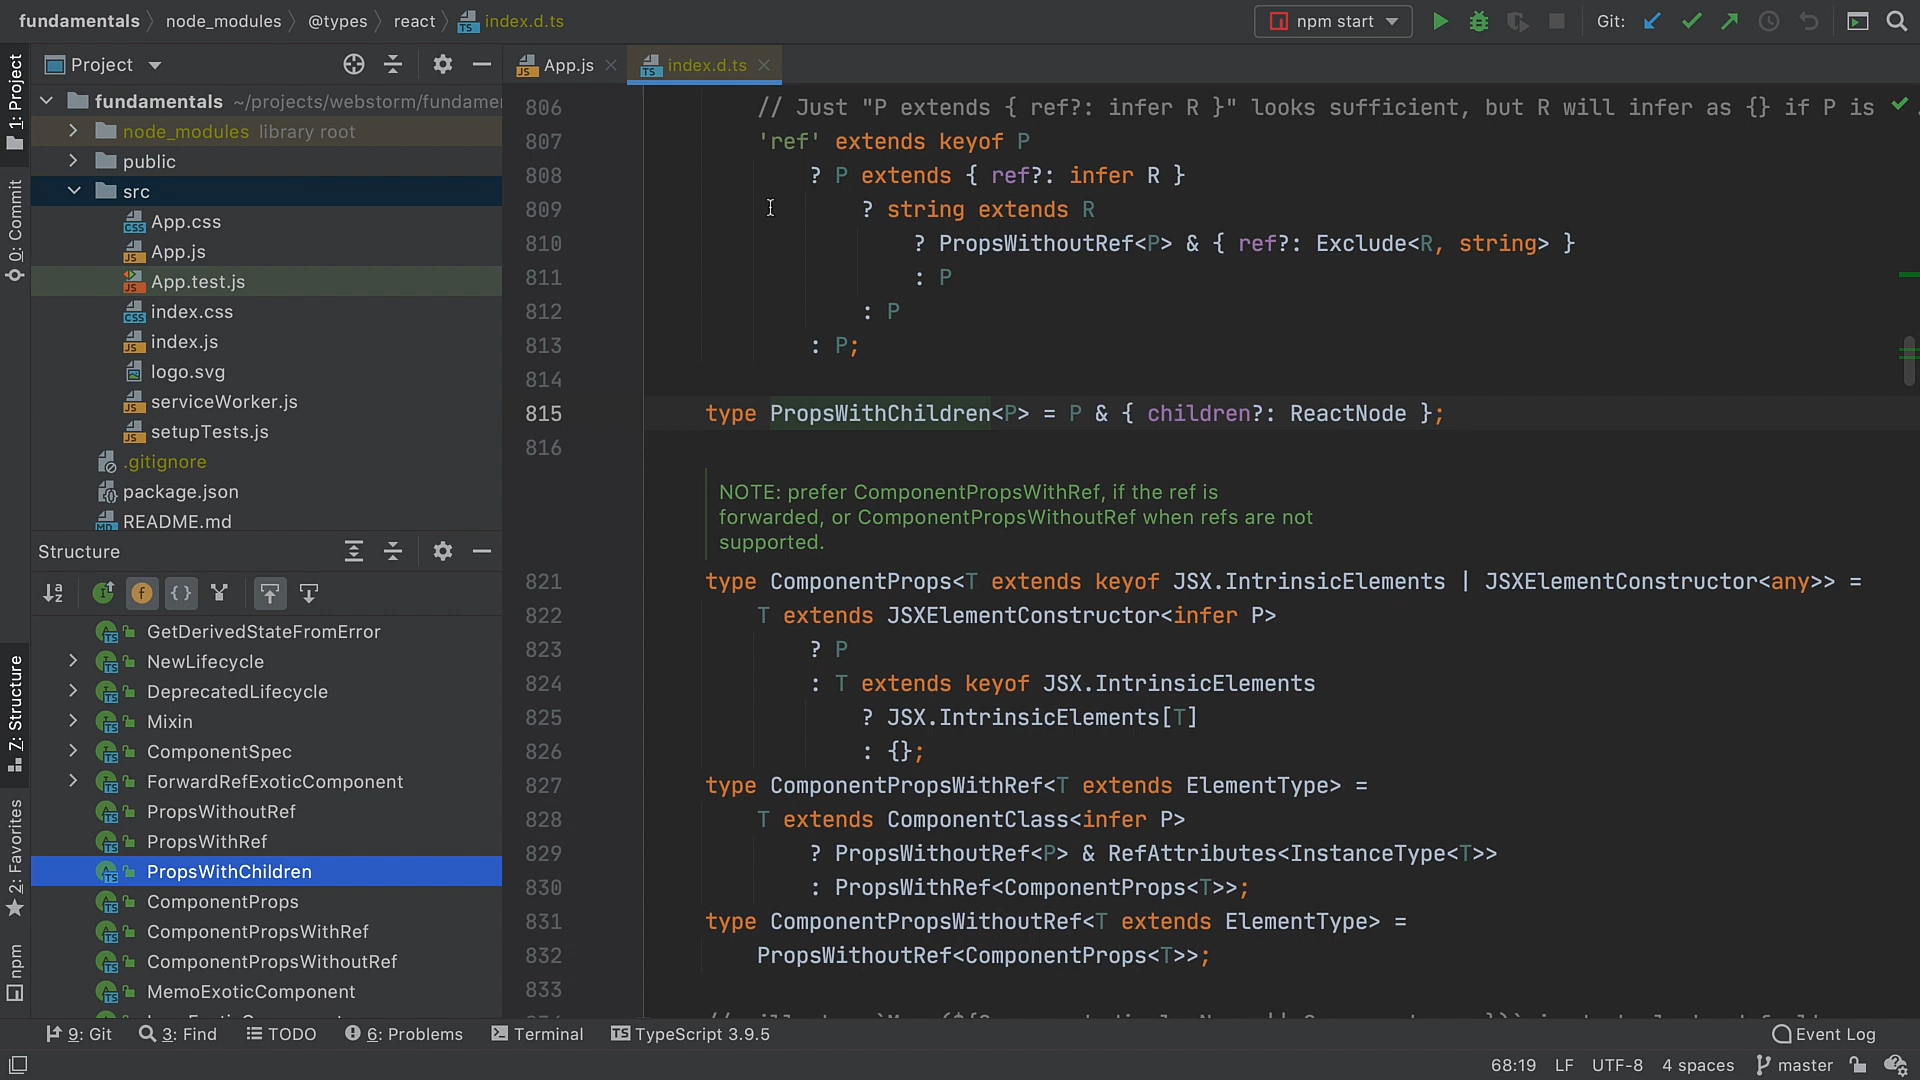 fundamentals node_modules @types react index.d.ts
npm start Git:
1: Project
0: Commit
7: Structure
2: Favorites
npm
Project
fundamentals ~/projects/webstorm/fundamer
node_modules library root
public
src
App.css
App.js
App.test.js
index.css
index.js
logo.svg
serviceWorker.js
setupTests.js
.gitignore
package.json
README.md
Structure
GetDerivedStateFromError
NewLifecycle
DeprecatedLifecycle
Mixin
ComponentSpec
ForwardRefExoticComponent
PropsWithoutRef
PropsWithRef
PropsWithChildren
ComponentProps
ComponentPropsWithRef
ComponentPropsWithoutRef
MemoExoticComponent
App.js index.d.ts
806 // Just "P extends { ref?: infer R }" looks sufficient, but R will infer as {} if P is
807 'ref' extends keyof P
808 ? P extends { ref?: infer R }
809 ? string extends R
810 ? PropsWithoutRef<P> & { ref?: Exclude<R, string> }
811 : P
812 : P
813 : P;
814
815 type PropsWithChildren<P> = P & { children?: ReactNode };
816
NOTE: prefer ComponentPropsWithRef, if the ref is
forwarded, or ComponentPropsWithoutRef when refs are not
supported.
821 type ComponentProps<T extends keyof JSX.IntrinsicElements | JSXElementConstructor<any>> =
822 T extends JSXElementConstructor<infer P>
823 ? P
824 : T extends keyof JSX.IntrinsicElements
825 ? JSX.IntrinsicElements[T]
826 : {};
827 type ComponentPropsWithRef<T extends ElementType> =
828 T extends ComponentClass<infer P>
829 ? PropsWithoutRef<P> & RefAttributes<InstanceType<T>>
830 : PropsWithRef<ComponentProps<T>>;
831 type ComponentPropsWithoutRef<T extends ElementType> =
832 PropsWithoutRef<ComponentProps<T>>;
833
9: Git 3: Find TODO 6: Problems Terminal TypeScript 3.9.5 Event Log
68:19 LF UTF-8 4 spaces master